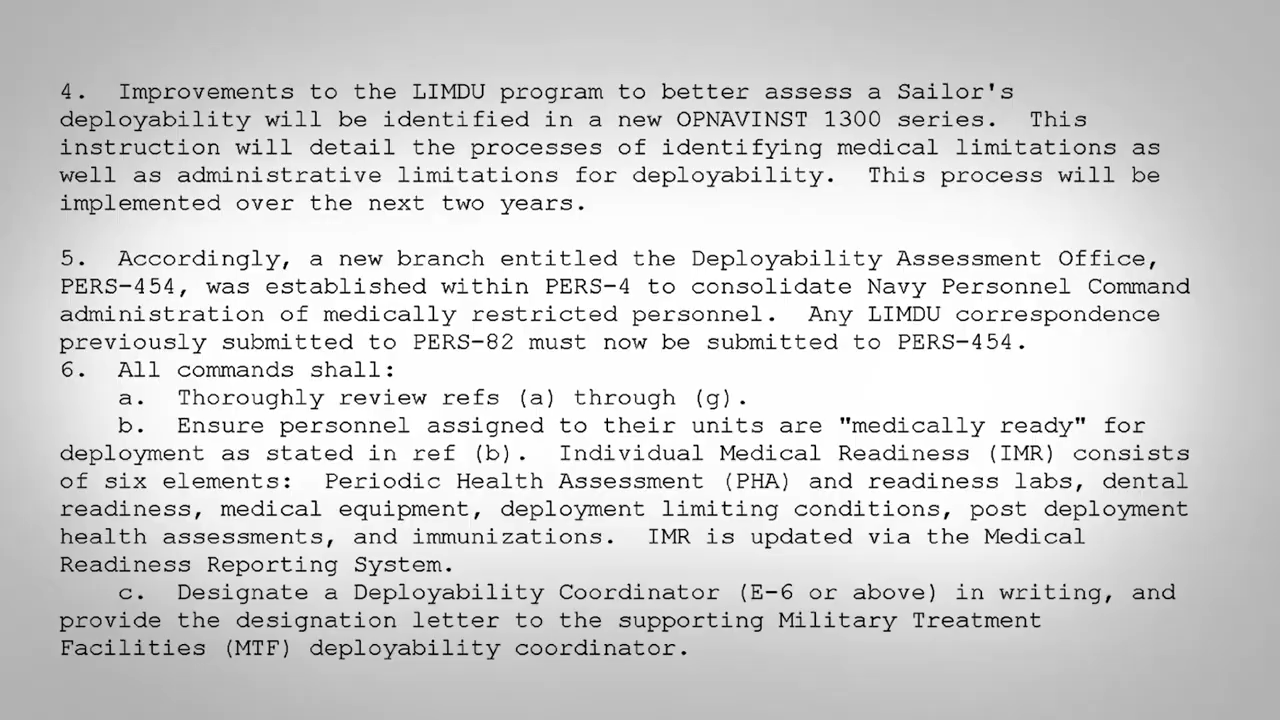 4.  Improvements to the LIMDU program to better assess a Sailor's
deployability will be identified in a new OPNAVINST 1300 series.  This
instruction will detail the processes of identifying medical limitations as
well as administrative limitations for deployability.  This process will be
implemented over the next two years.
5.  Accordingly, a new branch entitled the Deployability Assessment Office,
PERS-454, was established within PERS-4 to consolidate Navy Personnel Command
administration of medically restricted personnel.  Any LIMDU correspondence
previously submitted to PERS-82 must now be submitted to PERS-454.
6.  All commands shall:
    a.  Thoroughly review refs (a) through (g).
    b.  Ensure personnel assigned to their units are "medically ready" for
deployment as stated in ref (b).  Individual Medical Readiness (IMR) consists
of six elements:  Periodic Health Assessment (PHA) and readiness labs, dental
readiness, medical equipment, deployment limiting conditions, post deployment
health assessments, and immunizations.  IMR is updated via the Medical
Readiness Reporting System.
    c.  Designate a Deployability Coordinator (E-6 or above) in writing, and
provide the designation letter to the supporting Military Treatment
Facilities (MTF) deployability coordinator.